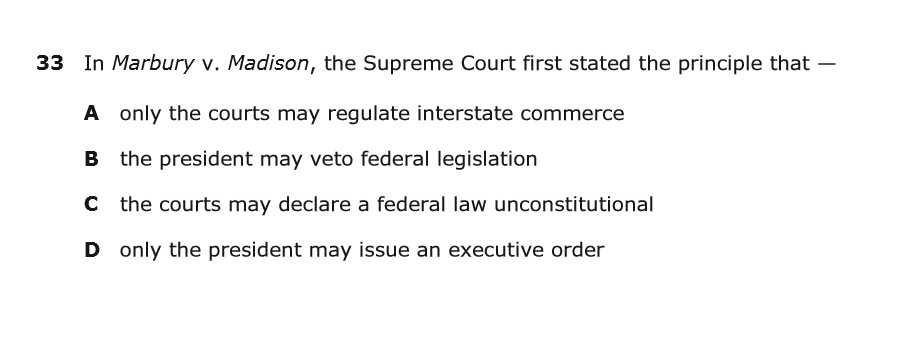 33 In Marbury v. Madison, the Supreme Court first stated the principle that —
A only the courts may regulate interstate commerce
B the president may veto federal legislation
C the courts may declare a federal law unconstitutional
D only the president may issue an executive order